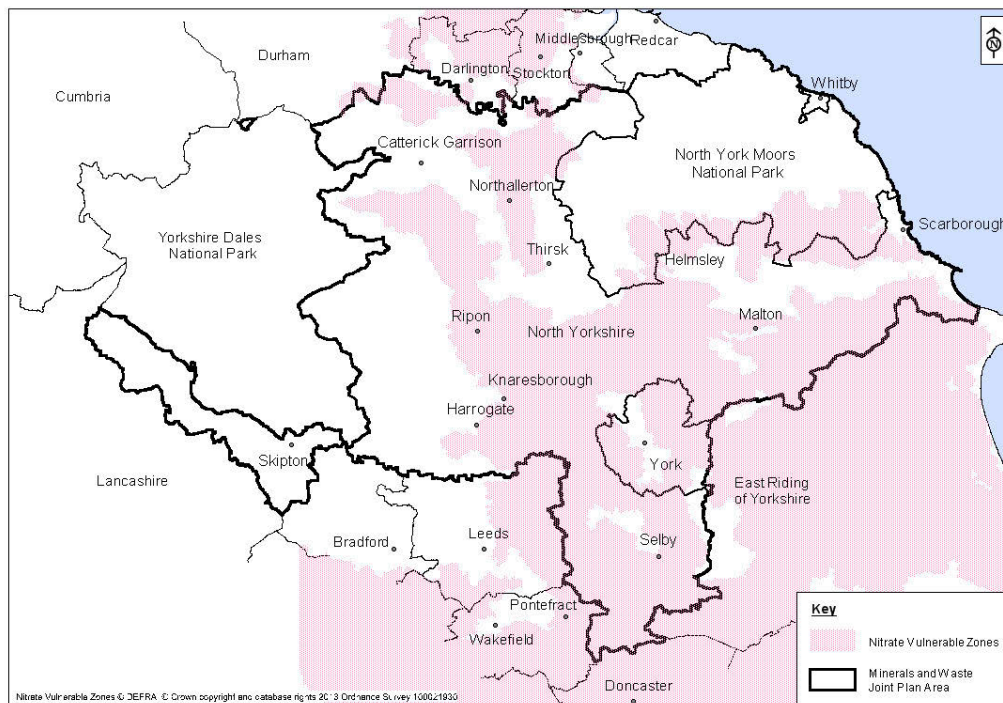 Durham
Middlesbrough
Redcar
Darlington
Stockton
Cumbria
Whitby
Catterick Garrison
North York Moors
National Park
Northallerton
Scarborough
Yorkshire Dales
National Park
Thirsk
Helmsley
Ripon
North Yorkshire
Malton
Knaresborough
Harrogate
Skipton
York
Lancashire
East Riding
of Yorkshire
Bradford
Leeds
Selby
Pontefract
Wakefield
Doncaster
Key
Nitrate Vulnerable Zones
Minerals and Waste
Joint Plan Area
Nitrate Vulnerable Zones © DEFRA © Crown copyright and database rights 2013 Ordnance Survey 100021930